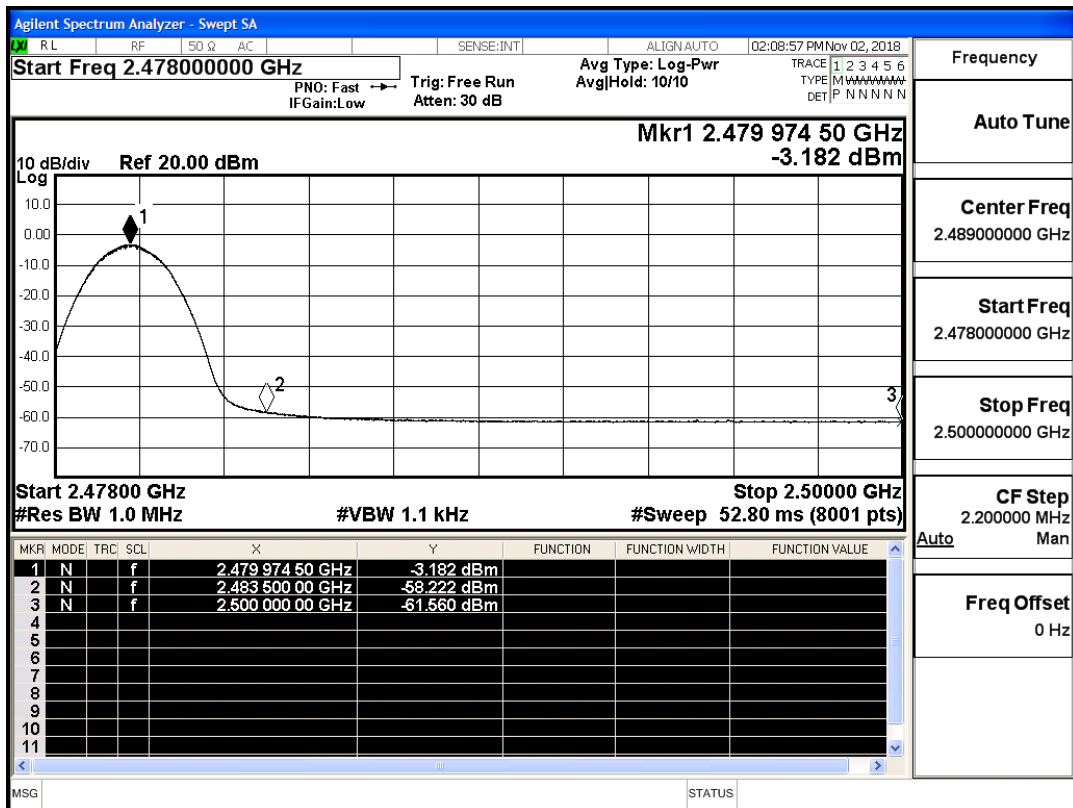 Agilent Spectrum Analyzer - Swept SA
LXI RL RF 50 Ω AC SENSE:INT ALIGN AUTO 02:08:57 PM Nov 02, 2018
Start Freq 2.478000000 GHz
PNO: Fast
IFGain:Low
Trig: Free Run
Atten: 30 dB
Avg Type: Log-Pwr
Avg|Hold: 10/10
TRACE 1 2 3 4 5 6
TYPE M WWWWW
DET P N N N N N
Mkr1 2.479 974 50 GHz
-3.182 dBm
10 dB/div Ref 20.00 dBm
Log
10.0
0.00
-10.0
-20.0
-30.0
-40.0
-50.0
-60.0
-70.0
1
2
3
Start 2.47800 GHz Stop 2.50000 GHz
#Res BW 1.0 MHz #VBW 1.1 kHz #Sweep 52.80 ms (8001 pts)
MKR MODE TRC SCL X Y FUNCTION FUNCTION WIDTH FUNCTION VALUE
1 N f 2.479 974 50 GHz -3.182 dBm
2 N f 2.483 500 00 GHz -58.222 dBm
3 N f 2.500 000 00 GHz -61.560 dBm
4
5
6
7
8
9
10
11
MSG STATUS
Frequency
Auto Tune
Center Freq
2.489000000 GHz
Start Freq
2.478000000 GHz
Stop Freq
2.500000000 GHz
CF Step
2.200000 MHz
Auto Man
Freq Offset
0 Hz